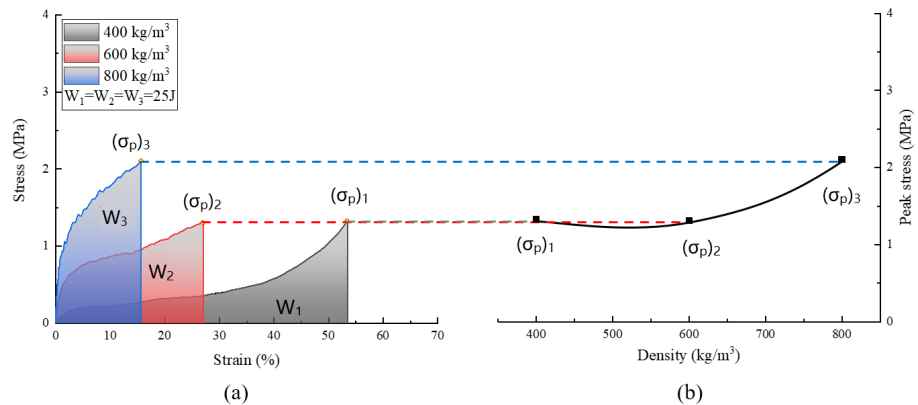 400 kg/m³
600 kg/m³
800 kg/m³
W₁=W₂=W₃=25J
4
3
2
1
0
Stress (MPa)
(σₚ)₃
(σₚ)₂
(σₚ)₁
W₃
W₂
W₁
0 10 20 30 40 50 60 70
Strain (%)
(a)
(σₚ)₁
(σₚ)₂
(σₚ)₃
400 500 600 700 800
Density (kg/m³)
4
3
2
1
0
Peak stress (MPa)
(b)